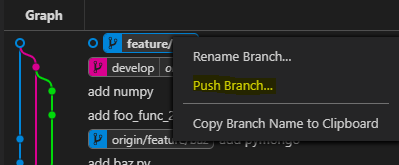 Graph
feature/
develop
Rename Branch...
Push Branch...
add numpy
add foo_func_2
Copy Branch Name to Clipboard
origin/feature/baz add pymongo
add baz.py